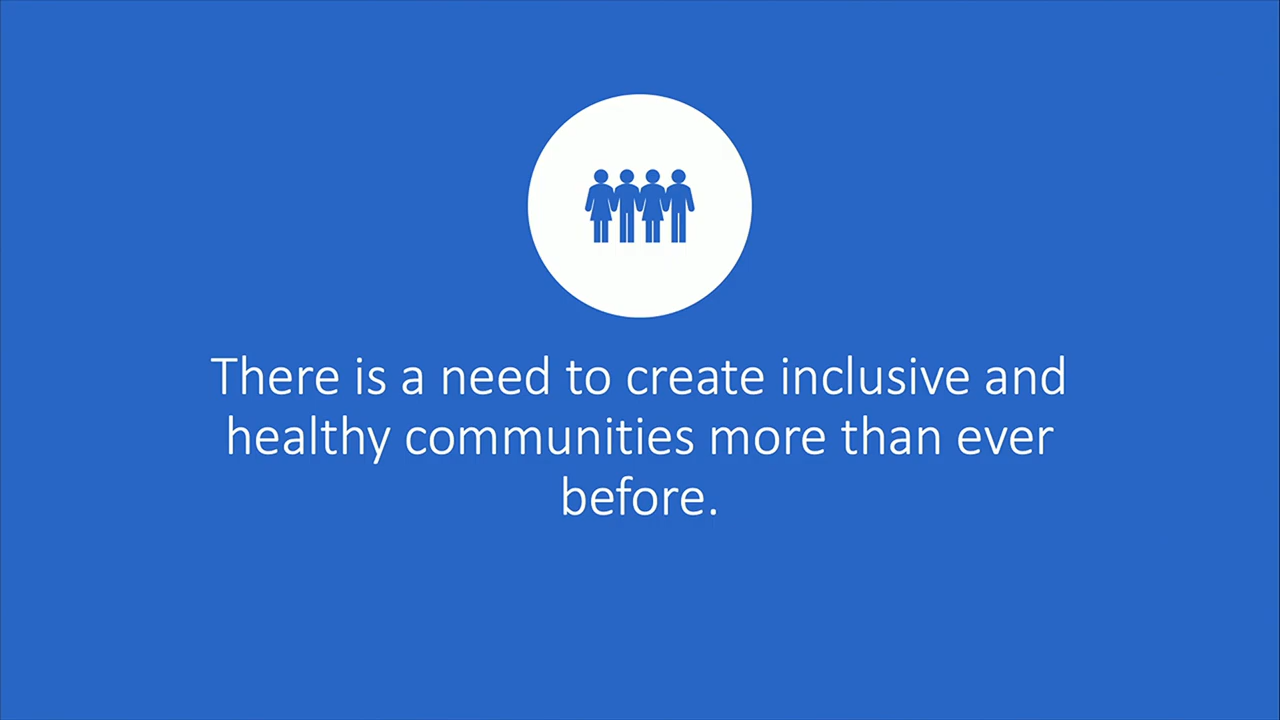 There is a need to create inclusive and
healthy communities more than ever
before.